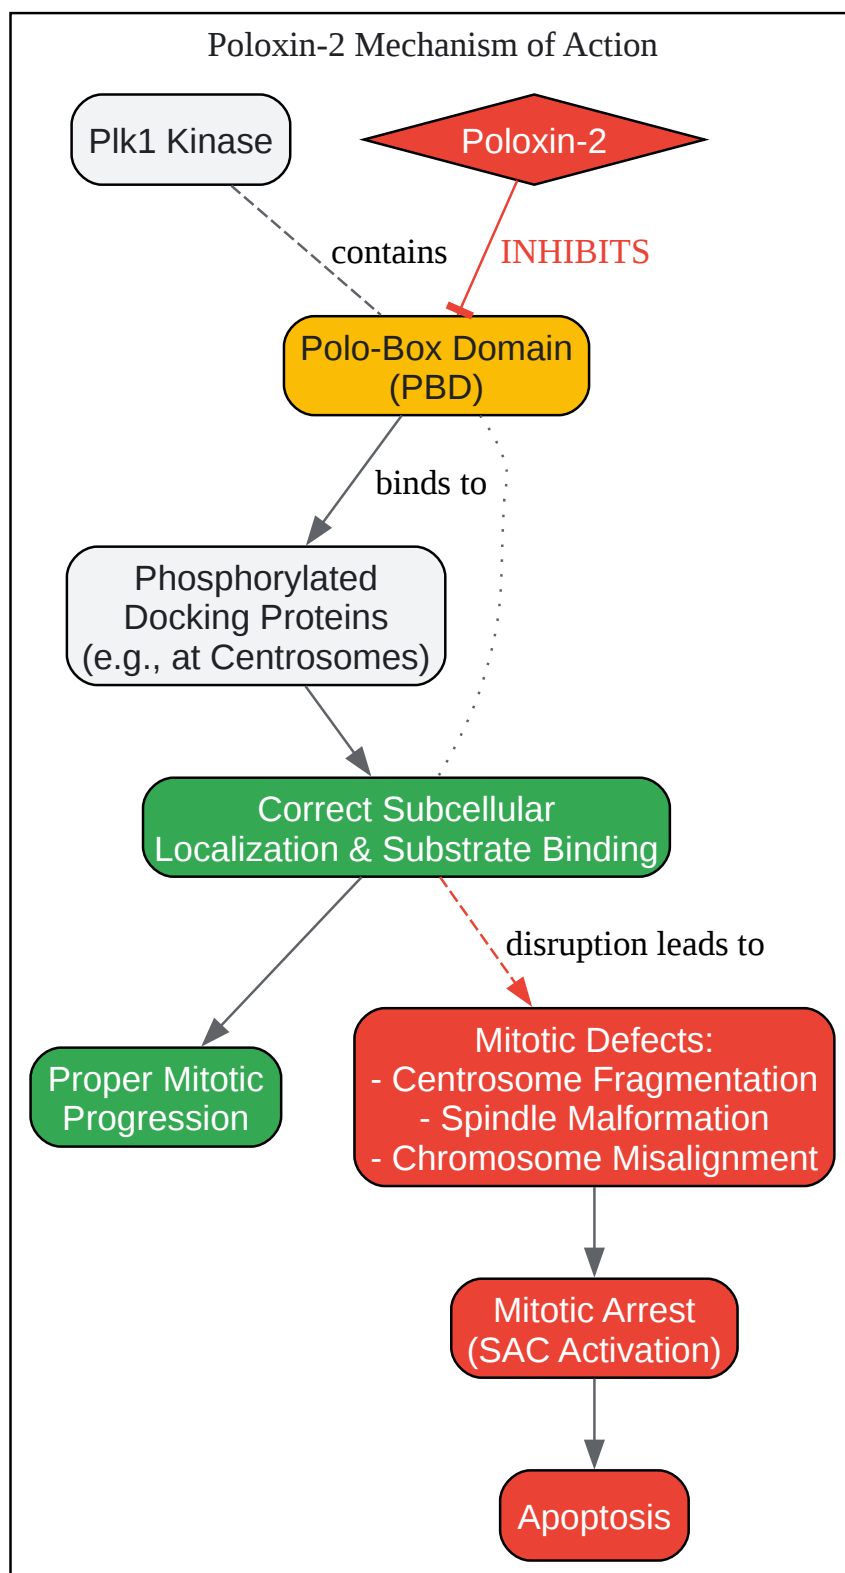 Poloxin-2 Mechanism of Action
Plk1 Kinase
Poloxin-2
contains
INHIBITS
Polo-Box Domain
(PBD)
binds to
Phosphorylated
Docking Proteins
(e.g., at Centrosomes)
Correct Subcellular
Localization & Substrate Binding
disruption leads to
Proper Mitotic
Progression
Mitotic Defects:
- Centrosome Fragmentation
- Spindle Malformation
- Chromosome Misalignment
Mitotic Arrest
(SAC Activation)
Apoptosis